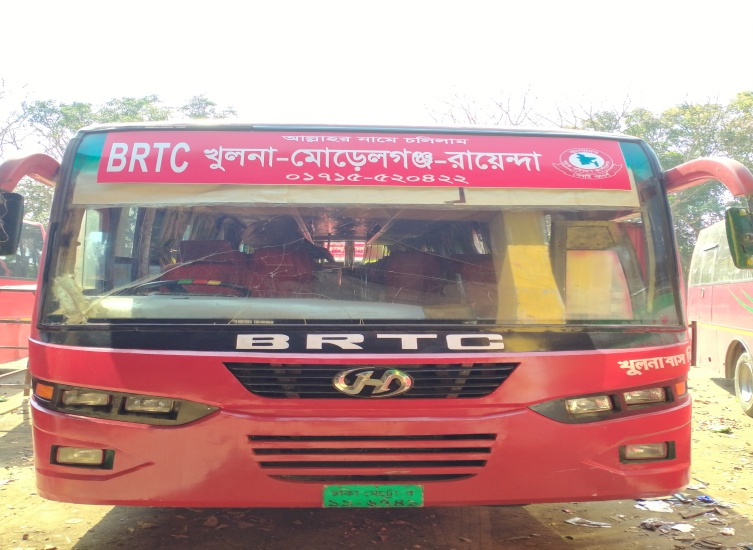 আল্লাহর নামে চলিলাম
BRTC খুলনা-মোড়েলগঞ্জ-রায়েন্দা
০১৭১৫-৫২০৪২২
BRTC
খুলনা বাস
ঢাকা মেট্রো ব